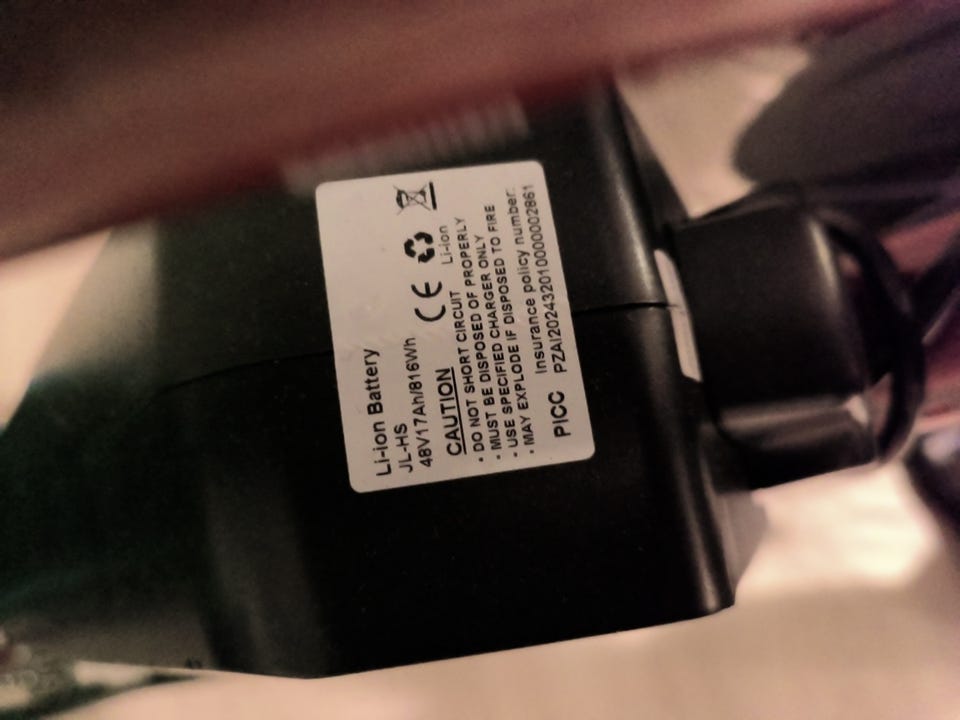 Li-ion Battery
JL-HS
48V17Ah/816Wh
CE
Li-ion
CAUTION
· DO NOT SHORT CIRCUIT
· MUST BE DISPOSED OF PROPERLY
· USE SPECIFIED CHARGER ONLY
· MAY EXPLODE IF DISPOSED TO FIRE
PICC Insurance policy number:
PZAI202432010000002861